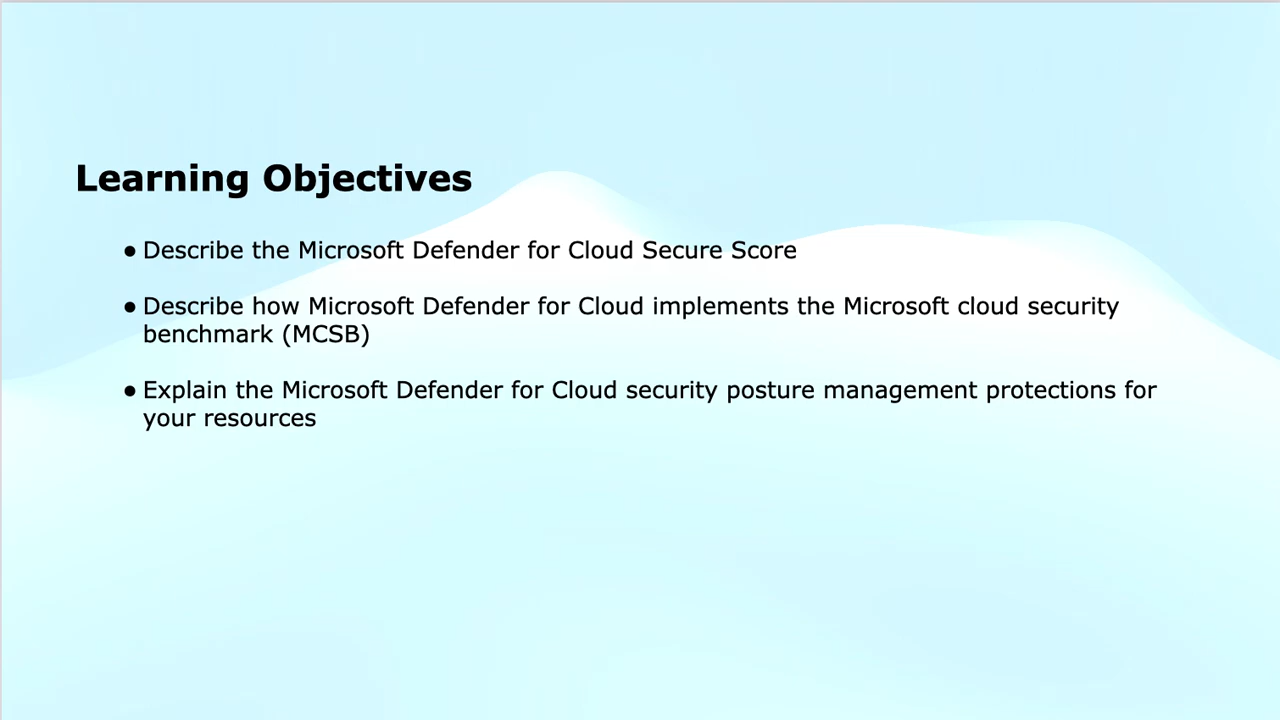 Learning Objectives
● Describe the Microsoft Defender for Cloud Secure Score
● Describe how Microsoft Defender for Cloud implements the Microsoft cloud security
benchmark (MCSB)
● Explain the Microsoft Defender for Cloud security posture management protections for
your resources